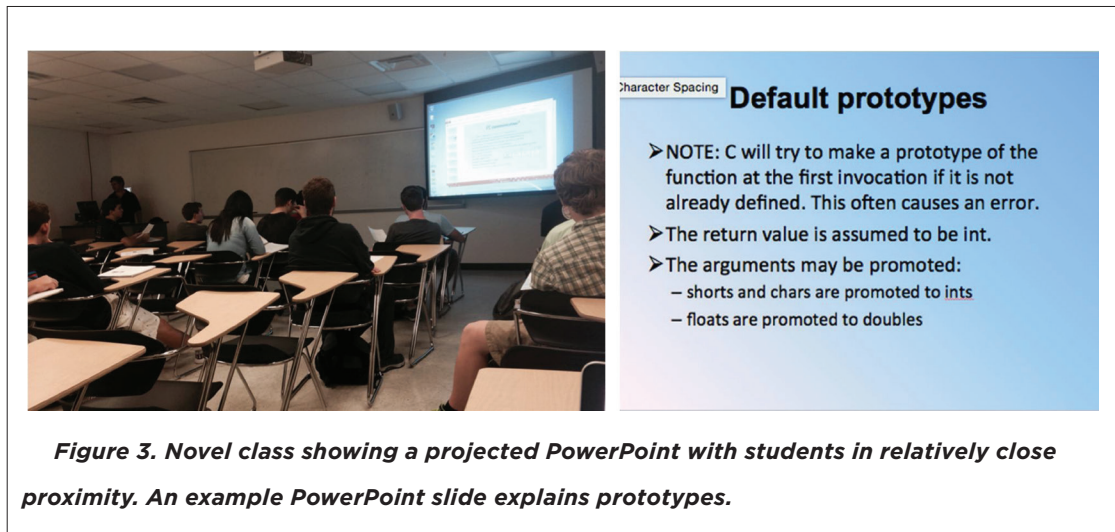 Character Spacing
Default prototypes
➢NOTE: C will try to make a prototype of the
function at the first invocation if it is not
already defined. This often causes an error.
➢The return value is assumed to be int.
➢The arguments may be promoted:
– shorts and chars are promoted to ints
– floats are promoted to doubles
Figure 3. Novel class showing a projected PowerPoint with students in relatively close
proximity. An example PowerPoint slide explains prototypes.